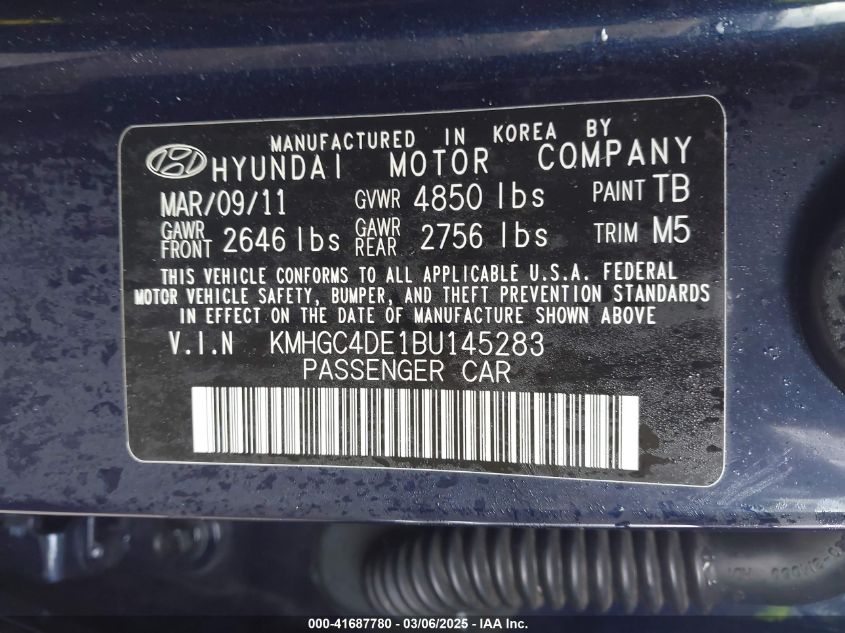 MANUFACTURED IN KOREA BY
HYUNDAI MOTOR COMPANY
MAR/09/11 GVWR 4850 lbs PAINT TB
GAWR FRONT 2646 lbs GAWR REAR 2756 lbs TRIM M5
THIS VEHICLE CONFORMS TO ALL APPLICABLE U.S.A. FEDERAL
MOTOR VEHICLE SAFETY, BUMPER, AND THEFT PREVENTION STANDARDS
IN EFFECT ON THE DATE OF MANUFACTURE SHOWN ABOVE
V.I.N KMHGC4DE1BU145283
PASSENGER CAR
000-41687780 - 03/06/2025 - IAA Inc.